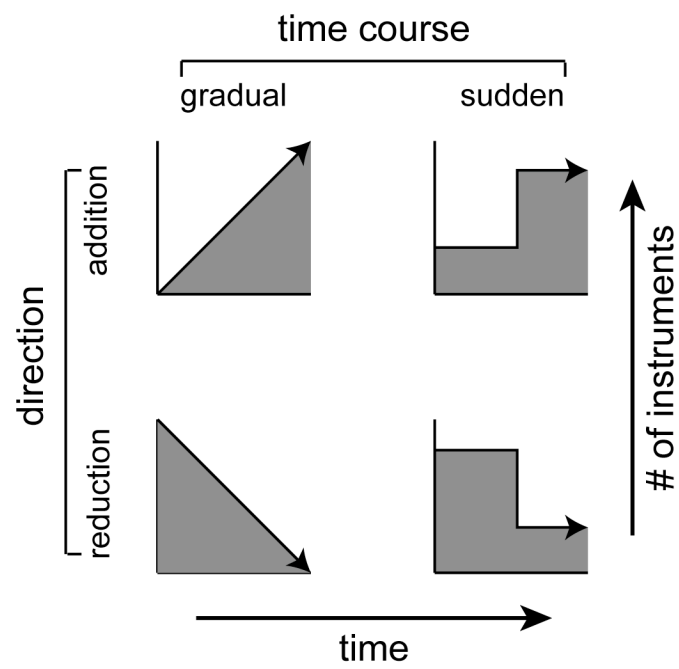 time course
gradual
sudden
direction
addition
reduction
# of instruments
time